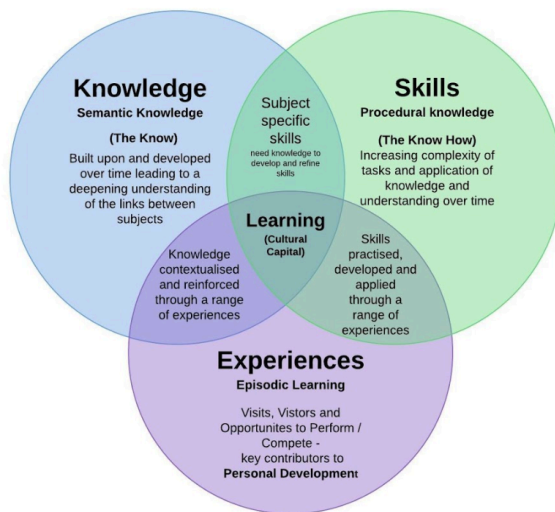 Knowledge
Semantic Knowledge
(The Know)
Built upon and developed
over time leading to a
deepening understanding
of the links between
subjects
Subject
specific
skills
need knowledge to
develop and refine
skills
Skills
Procedural knowledge
(The Know How)
Increasing complexity of
tasks and application of
knowledge and
understanding over time
Learning
(Cultural
Capital)
Knowledge
contextualised
and reinforced
through a range
of experiences
Skills
practised,
developed and
applied
through a
range of
experiences
Experiences
Episodic Learning
Visits, Vistors and
Opportunites to Perform /
Compete -
key contributors to
Personal Development